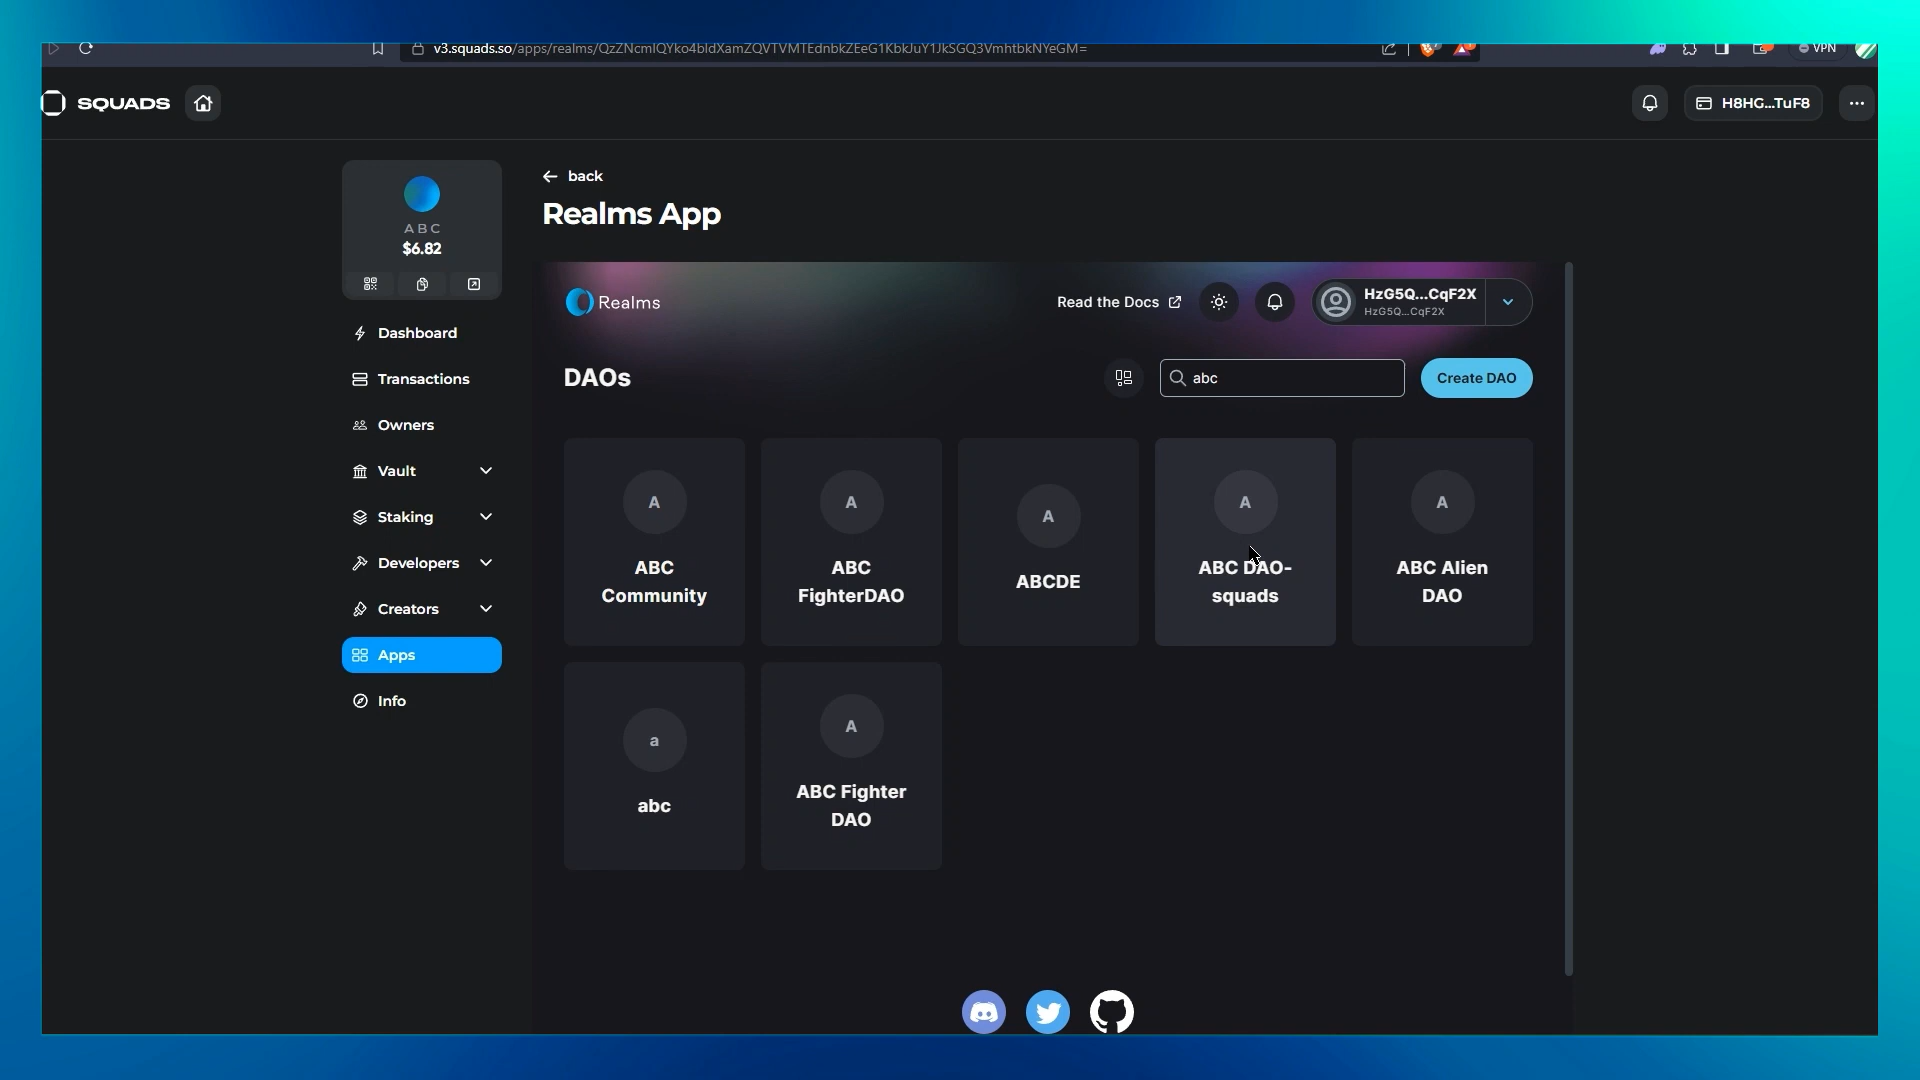 v3.squads.so/apps/realms/QzZNcmlQYko4bldXamZQVTVMTEdnbkZEeG1KbkJuY1JkSGQ3VmhtbkNYeGM=
VPN
SQUADS
H8HG...TuF8
A B C
$6.82
Dashboard
Transactions
Owners
Vault
Staking
Developers
Creators
Apps
Info
back
Realms App
Realms
Read the Docs
HzG5Q...CqF2X
HzG5Q...CqF2X
DAOs
abc
Create DAO
A
ABC
Community
A
ABC
FighterDAO
A
ABCDE
A
ABC DAO-
squads
A
ABC Alien
DAO
a
abc
A
ABC Fighter
DAO